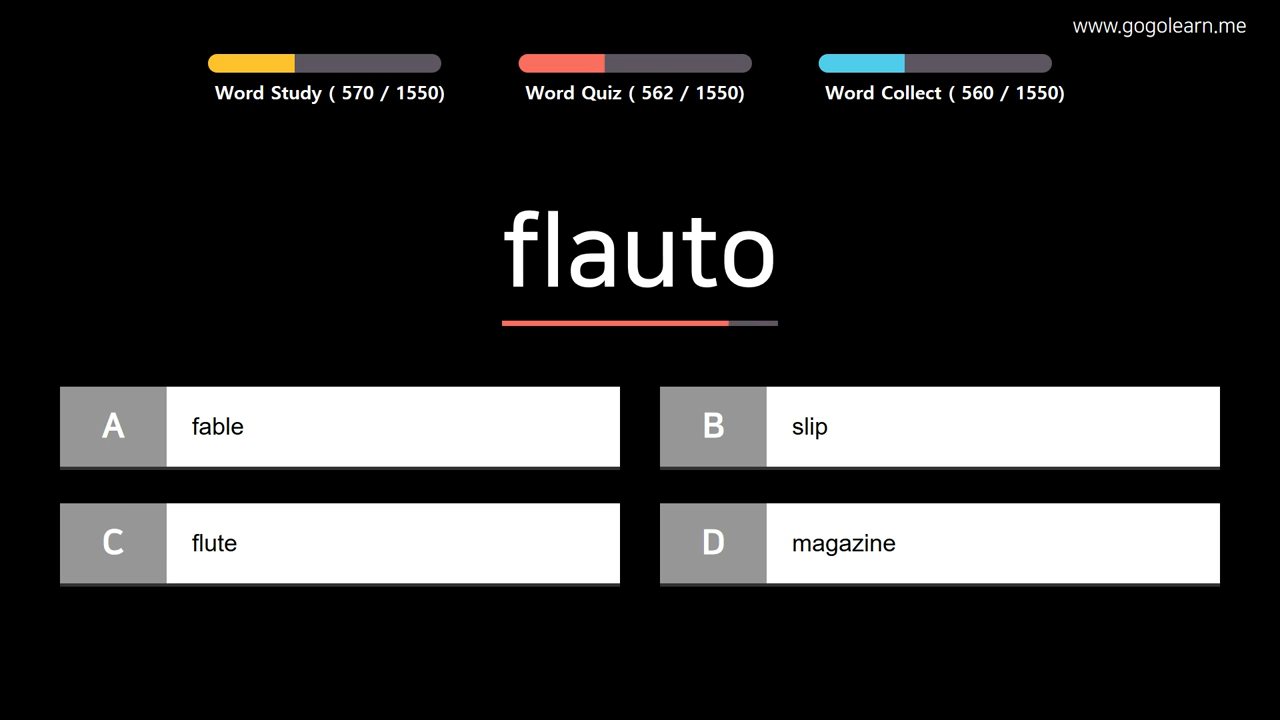 www.gogolearn.me
Word Study ( 570 / 1550)
Word Quiz ( 562 / 1550)
Word Collect ( 560 / 1550)
flauto
A
fable
B
slip
C
flute
D
magazine